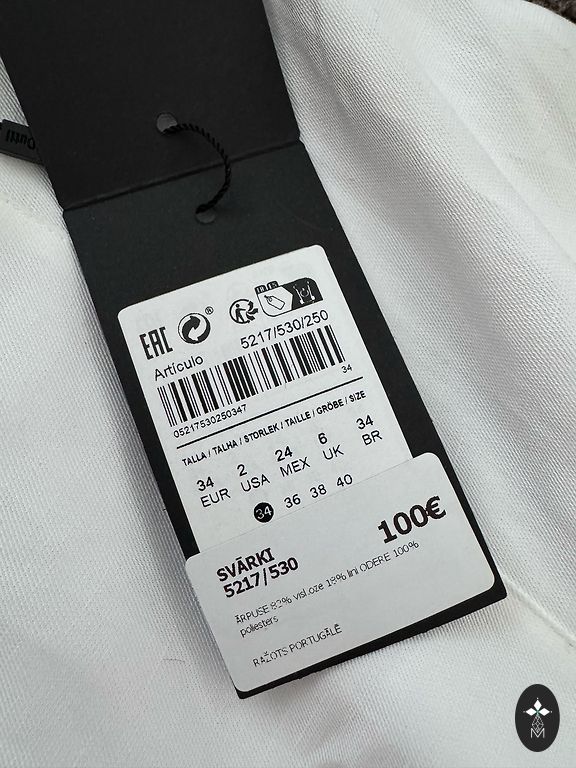 EAC
Artículo
5217/530/250
05217530250347
34
TALLA / TALHA / STORLEK / TAILLE / GRÖBE / SIZE
34 2 24 6 34
EUR USA MEX UK BR
34 36 38 40
100€
SVĀRKI
5217/530
ĀRPUSE 82% viskoze 18% lini ODERE 100%
poliesters
RAŽOTS PORTUGĀLĒ